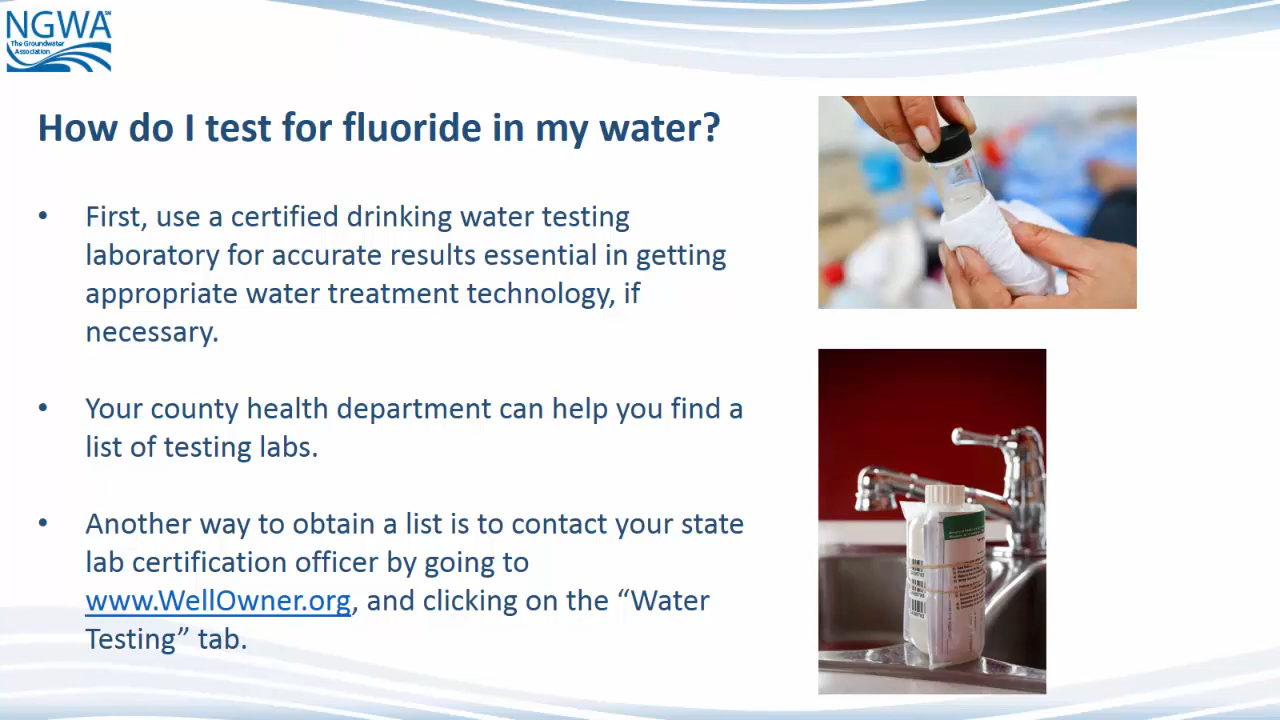 NGWA
The Groundwater
Association
How do I test for fluoride in my water?
• First, use a certified drinking water testing
laboratory for accurate results essential in getting
appropriate water treatment technology, if
necessary.
• Your county health department can help you find a
list of testing labs.
• Another way to obtain a list is to contact your state
lab certification officer by going to
www.WellOwner.org, and clicking on the “Water
Testing” tab.